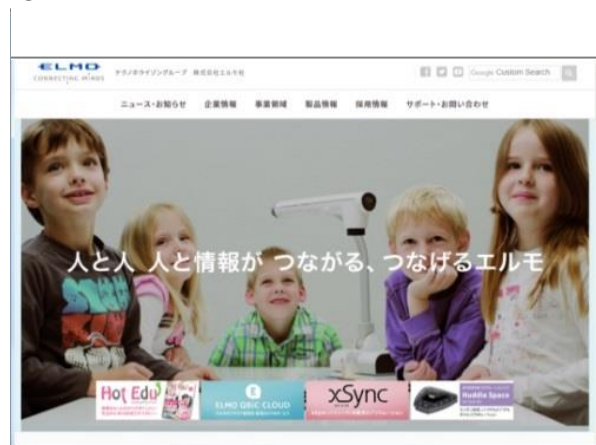 ELMO
CONNECTING MINDS
テクノホライゾングループ 株式会社エルモ社
Google Custom Search
ニュース・お知らせ 企業情報 事業領域 製品情報 採用情報 サポート・お問い合わせ
人と人 人と情報が つながる、つなげるエルモ
Hot Edu
ELMO QBiC CLOUD
xSync
Huddle Space